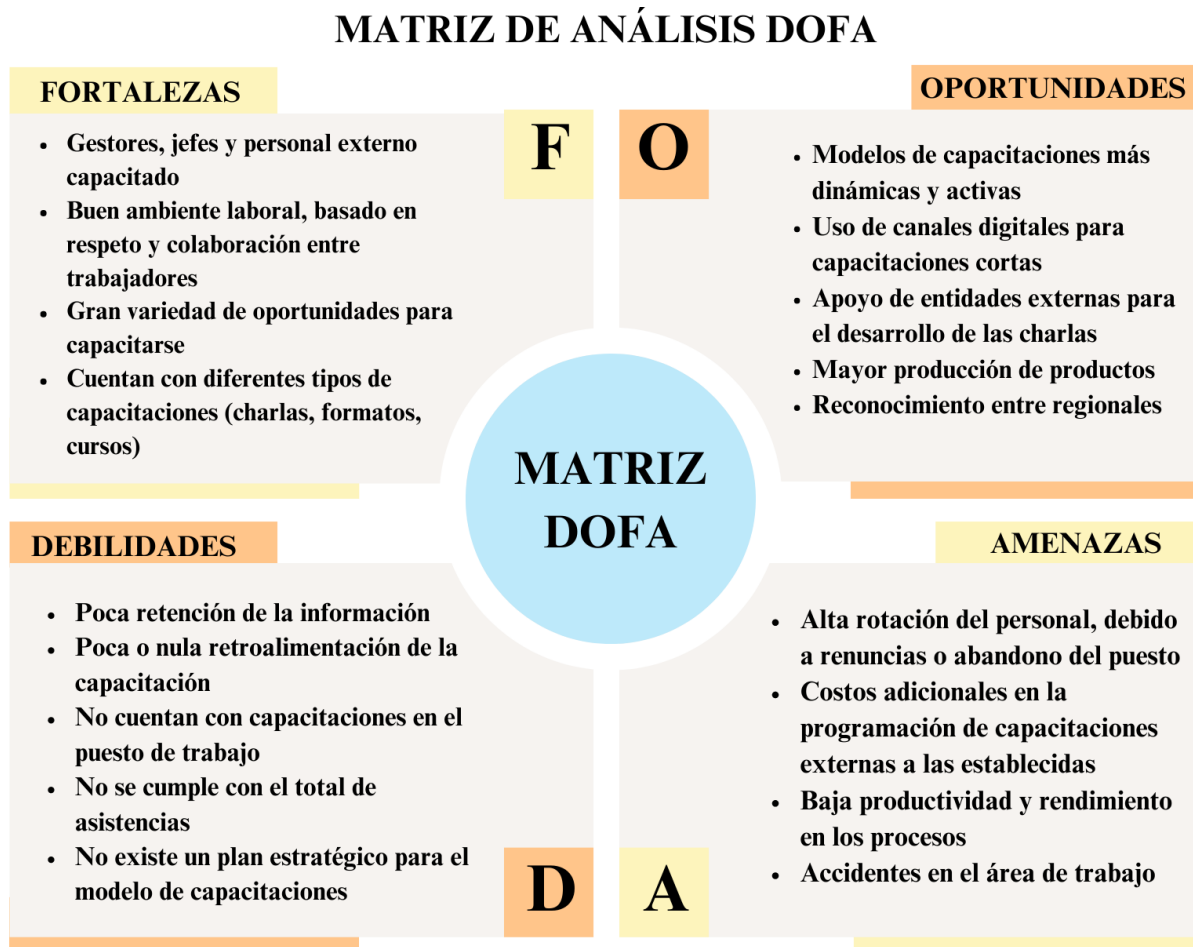 MATRIZ DE ANÁLISIS DOFA
FORTALEZAS
F
• Gestores, jefes y personal externo
capacitado
• Buen ambiente laboral, basado en
respeto y colaboración entre
trabajadores
• Gran variedad de oportunidades para
capacitarse
• Cuentan con diferentes tipos de
capacitaciones (charlas, formatos,
cursos)
OPORTUNIDADES
O
• Modelos de capacitaciones más
dinámicas y activas
• Uso de canales digitales para
capacitaciones cortas
• Apoyo de entidades externas para
el desarrollo de las charlas
• Mayor producción de productos
• Reconocimiento entre regionales
MATRIZ
DOFA
DEBILIDADES
• Poca retención de la información
• Poca o nula retroalimentación de la
capacitación
• No cuentan con capacitaciones en el
puesto de trabajo
• No se cumple con el total de
asistencias
• No existe un plan estratégico para el
modelo de capacitaciones
D
AMENAZAS
• Alta rotación del personal, debido
a renuncias o abandono del puesto
• Costos adicionales en la
programación de capacitaciones
externas a las establecidas
• Baja productividad y rendimiento
en los procesos
• Accidentes en el área de trabajo
A